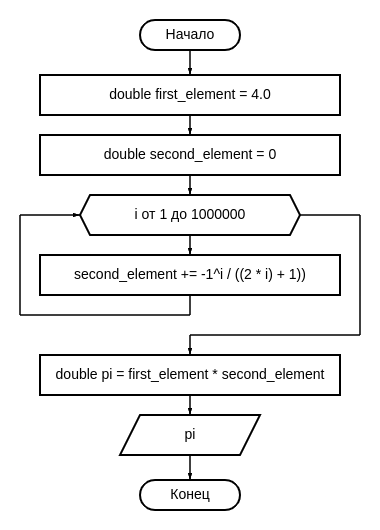 Начало
double first_element = 4.0
double second_element = 0
i от 1 до 1000000
second_element += -1^i / ((2 * i) + 1))
double pi = first_element * second_element
pi
Конец